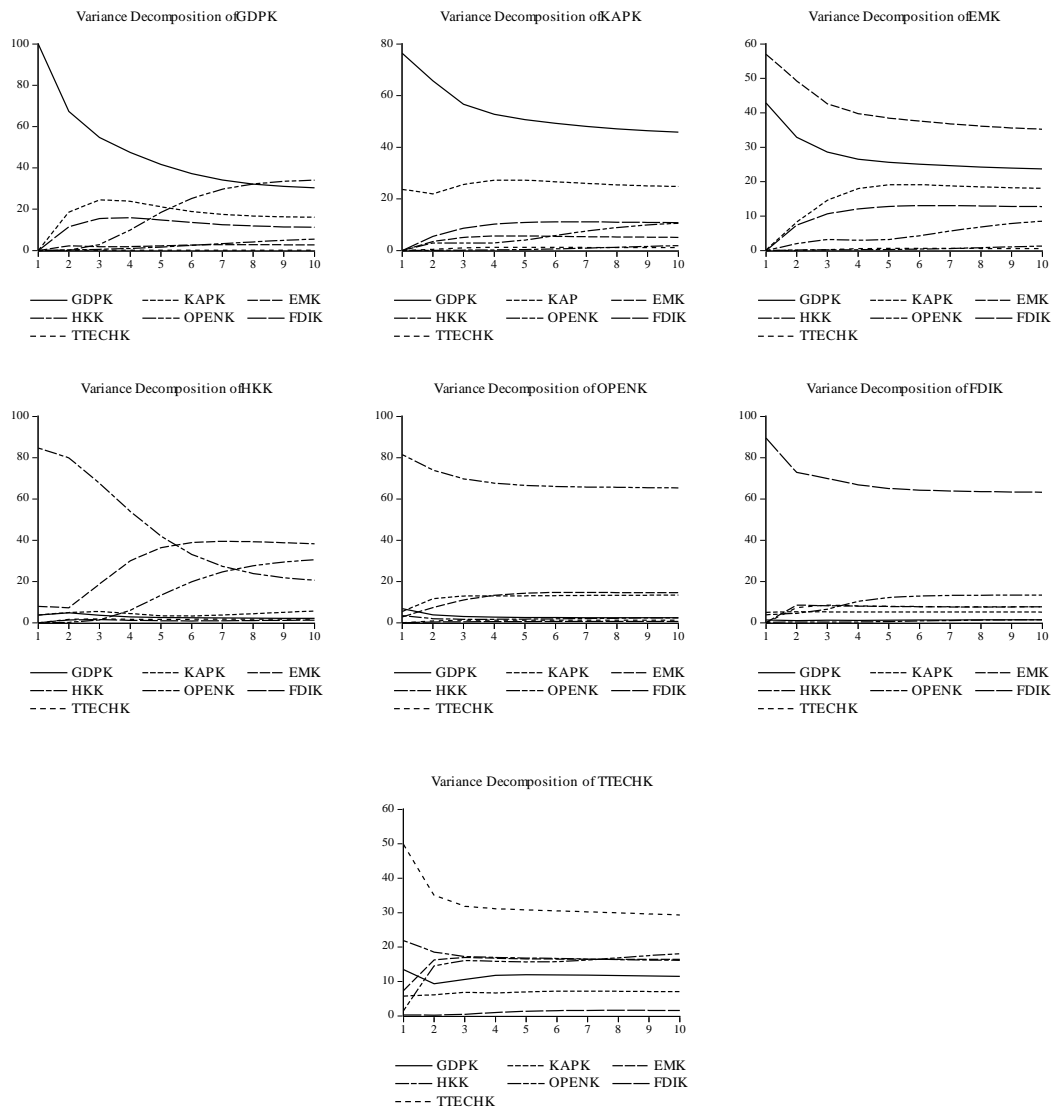 Variance Decomposition of GDPK
100
80
60
40
20
0
1 2 3 4 5 6 7 8 9 10
GDPK KAPK EMK
HKK OPENK FDIK
TTECHK
Variance Decomposition of KAPK
80
60
40
20
0
1 2 3 4 5 6 7 8 9 10
GDPK KAP EMK
HKK OPENK FDIK
TTECHK
Variance Decomposition of EMK
60
50
40
30
20
10
0
1 2 3 4 5 6 7 8 9 10
GDPK KAPK EMK
HKK OPENK FDIK
TTECHK
Variance Decomposition of HKK
100
80
60
40
20
0
1 2 3 4 5 6 7 8 9 10
GDPK KAPK EMK
HKK OPENK FDIK
TTECHK
Variance Decomposition of OPENK
100
80
60
40
20
0
1 2 3 4 5 6 7 8 9 10
GDPK KAPK EMK
HKK OPENK FDIK
TTECHK
Variance Decomposition of FDIK
100
80
60
40
20
0
1 2 3 4 5 6 7 8 9 10
GDPK KAPK EMK
HKK OPENK FDIK
TTECHK
Variance Decomposition of TTECHK
60
50
40
30
20
10
0
1 2 3 4 5 6 7 8 9 10
GDPK KAPK EMK
HKK OPENK FDIK
TTECHK